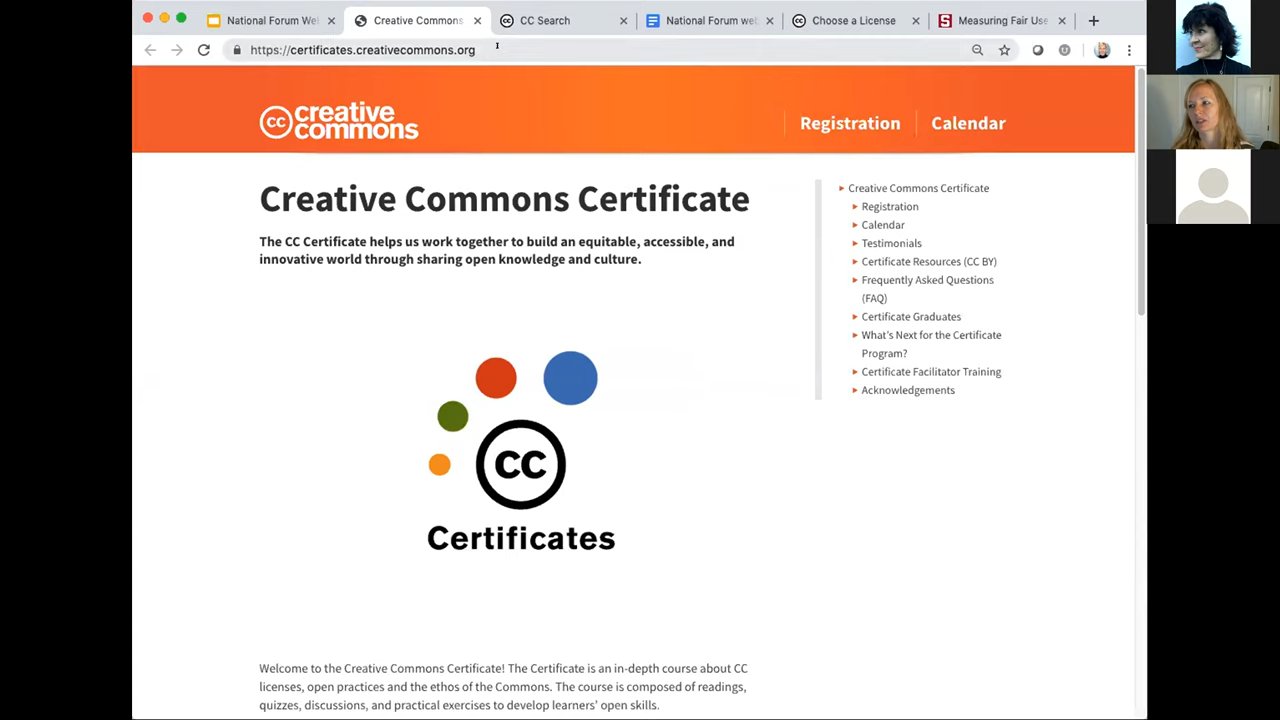 National Forum We
Creative Commons
CC Search
National Forum web
Choose a License
Measuring Fair Use
https://certificates.creativecommons.org
cc creative commons
Registration
Calendar
Creative Commons Certificate
The CC Certificate helps us work together to build an equitable, accessible, and
innovative world through sharing open knowledge and culture.
cc
Certificates
Welcome to the Creative Commons Certificate! The Certificate is an in-depth course about CC
licenses, open practices and the ethos of the Commons. The course is composed of readings,
quizzes, discussions, and practical exercises to develop learners' open skills.
Creative Commons Certificate
Registration
Calendar
Testimonials
Certificate Resources (CC BY)
Frequently Asked Questions
(FAQ)
Certificate Graduates
What's Next for the Certificate
Program?
Certificate Facilitator Training
Acknowledgements